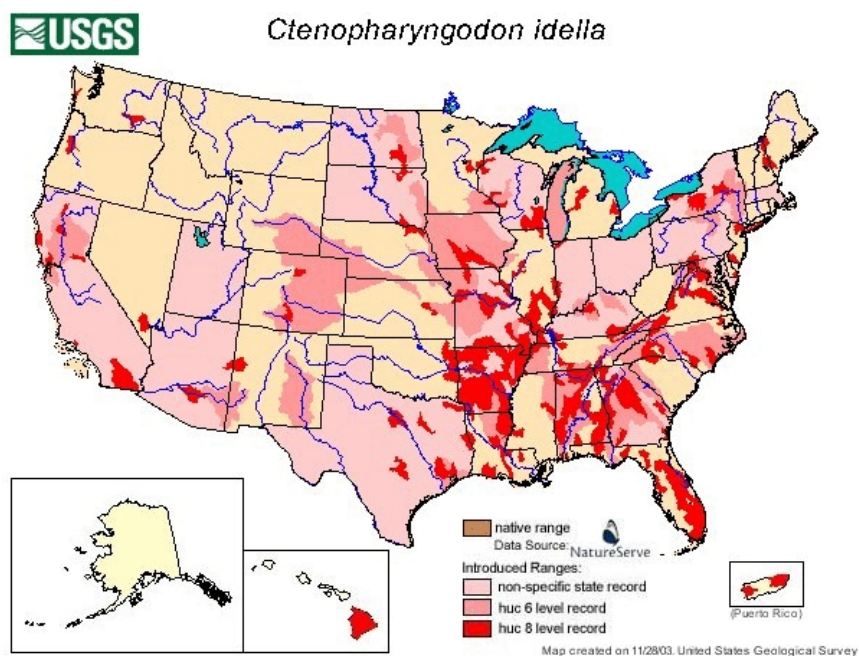 USGS
Ctenopharyngodon idella
native range
Data Source:
NatureServe
Introduced Ranges:
non-specific state record
huc 6 level record
huc 8 level record
(Puerto Rico)
Map created on 11/28/03. United States Geological Survey